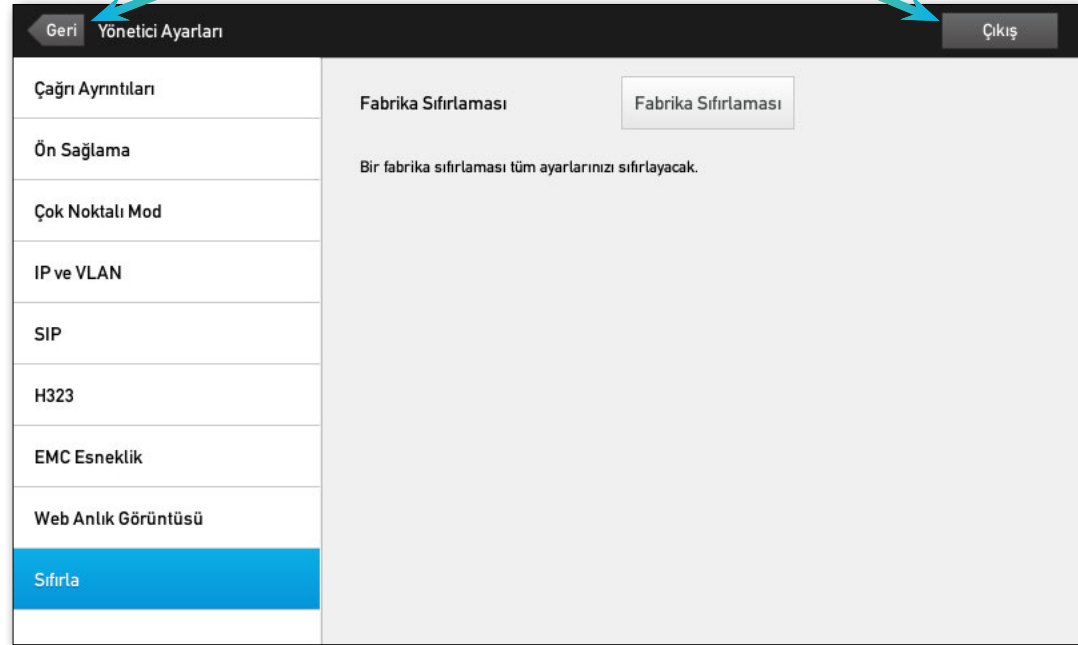 Geri Yönetici Ayarları Çıkış
Çağrı Ayrıntıları
Ön Sağlama
Çok Noktalı Mod
IP ve VLAN
SIP
H323
EMC Esneklik
Web Anlık Görüntüsü
Sıfırla
Fabrika Sıfırlaması Fabrika Sıfırlaması
Bir fabrika sıfırlaması tüm ayarlarınızı sıfırlayacak.